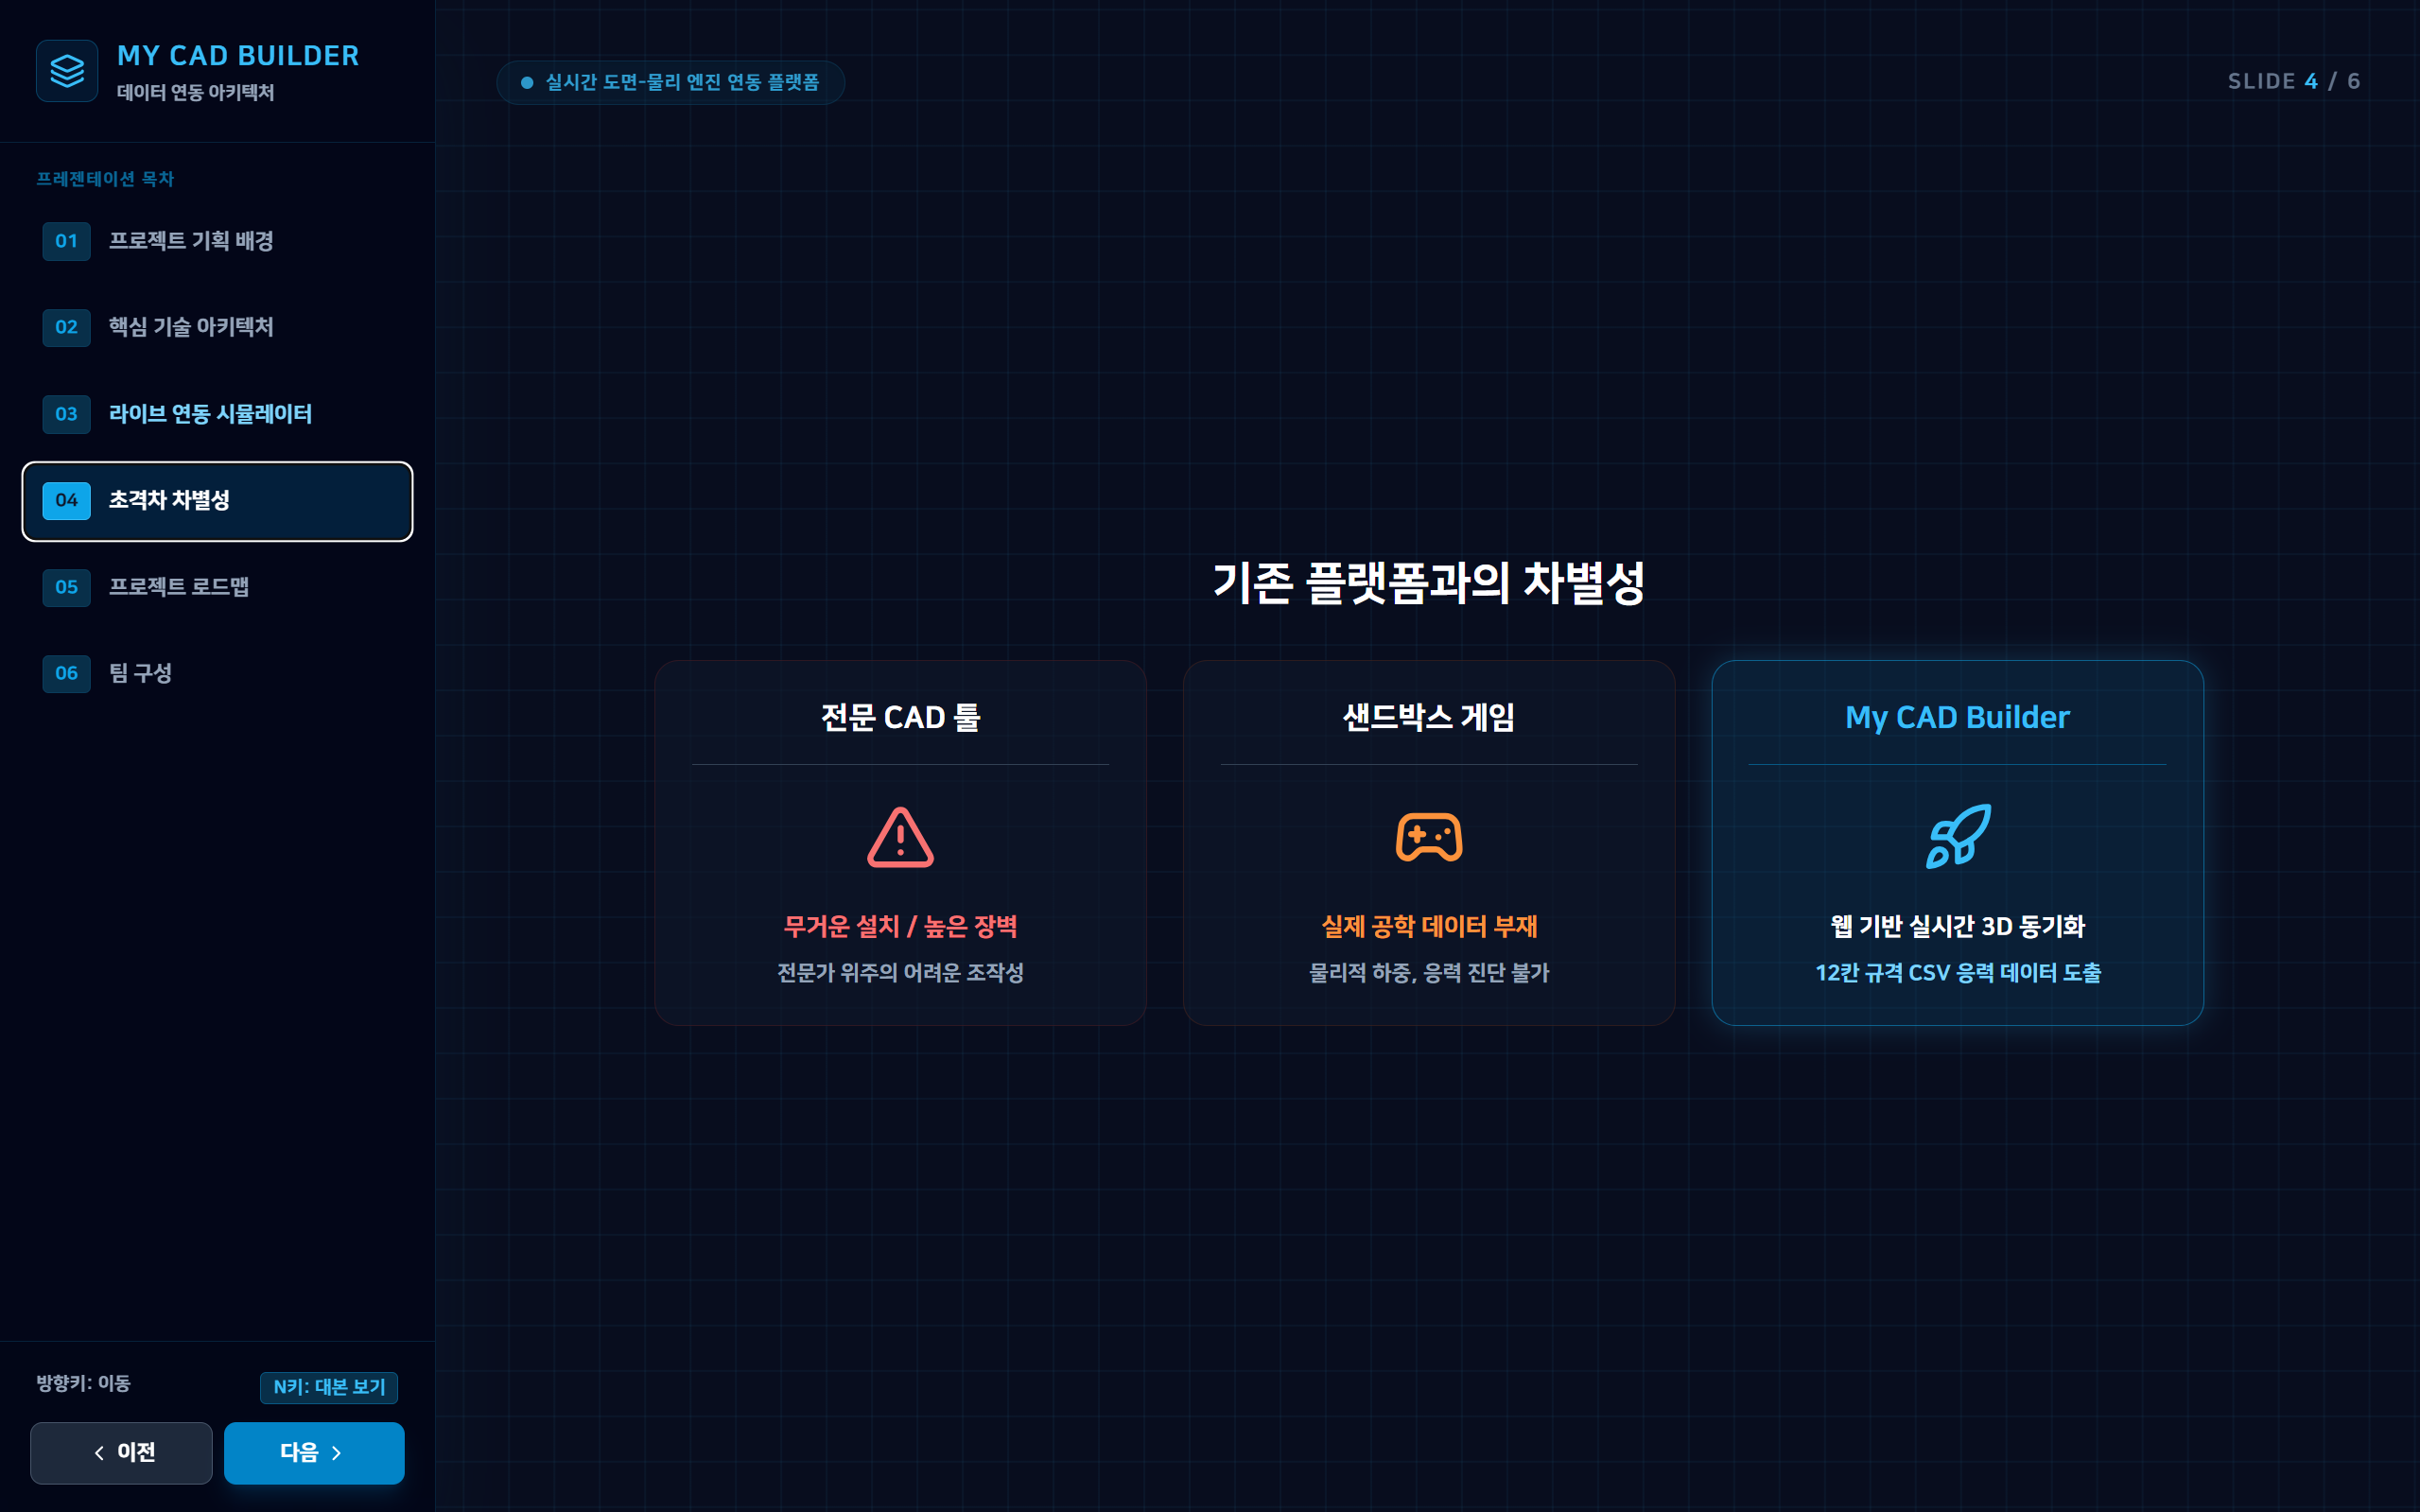 MY CAD BUILDER
데이터 연동 아키텍처
프레젠테이션 목차
01 프로젝트 기획 배경
02 핵심 기술 아키텍처
03 라이브 연동 시뮬레이터
04 초격차 차별성
05 프로젝트 로드맵
06 팀 구성
방향키: 이동
N키: 대본 보기
이전
다음
실시간 도면-물리 엔진 연동 플랫폼
SLIDE 4 / 6
기존 플랫폼과의 차별성
전문 CAD 툴
무거운 설치 / 높은 장벽
전문가 위주의 어려운 조작성
샌드박스 게임
실제 공학 데이터 부재
물리적 하중, 응력 진단 불가
My CAD Builder
웹 기반 실시간 3D 동기화
12칸 규격 CSV 응력 데이터 도출